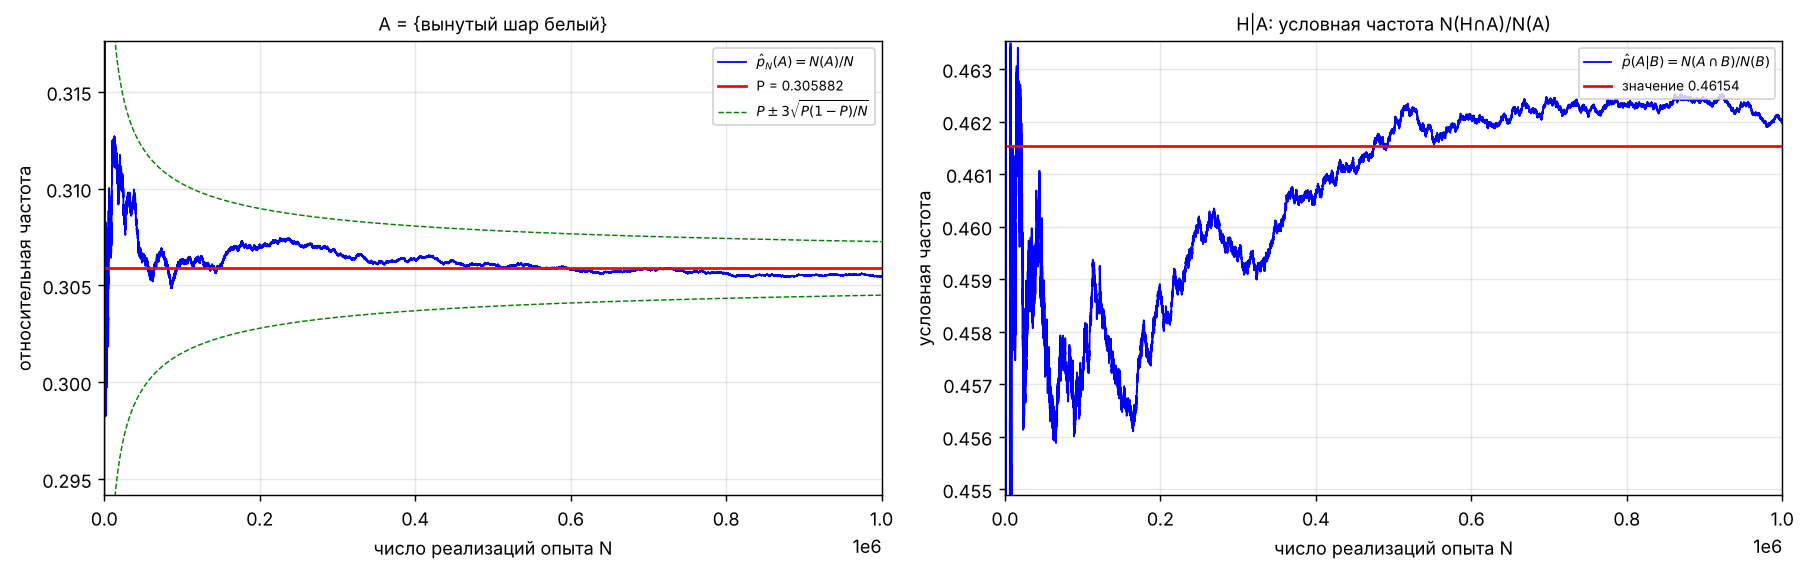 A = {вынутый шар белый}
относительная частота
0.315
0.310
0.305
0.300
0.295
p̂_N(A) = N(A)/N
P = 0.305882
P ± 3√P(1 − P)/N
0.0 0.2 0.4 0.6 0.8 1.0
число реализаций опыта N
1e6
H|A: условная частота N(H∩A)/N(A)
условная частота
0.463
0.462
0.461
0.460
0.459
0.458
0.457
0.456
0.455
p̂(A|B) = N(A ∩ B)/N(B)
значение 0.46154
0.0 0.2 0.4 0.6 0.8 1.0
число реализаций опыта N
1e6